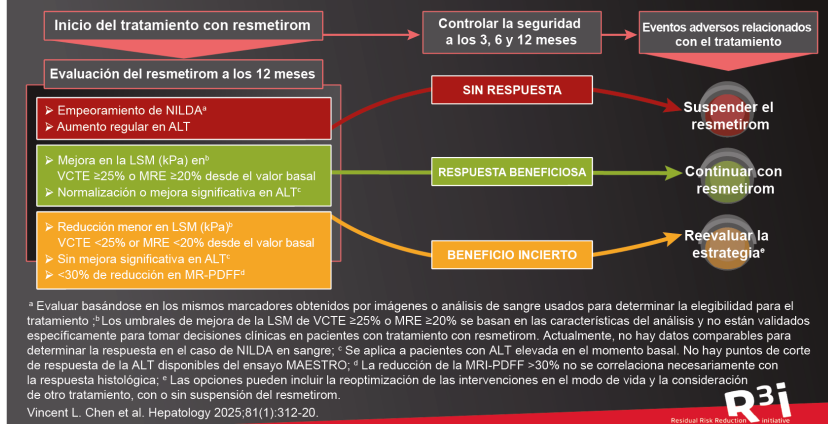 Inicio del tratamiento con resmetirom
Controlar la seguridad
a los 3, 6 y 12 meses
Eventos adversos relacionados
con el tratamiento
Evaluación del resmetirom a los 12 meses
➢ Empeoramiento de NILDAᵃ
➢ Aumento regular en ALT
SIN RESPUESTA
Suspender el
resmetirom
➢ Mejora en la LSM (kPa) enᵇ
VCTE ≥25% o MRE ≥20% desde el valor basal
➢ Normalización o mejora significativa en ALTᶜ
RESPUESTA BENEFICIOSA
Continuar con
resmetirom
➢ Reducción menor en LSM (kPa)ᵇ
VCTE <25% or MRE <20% desde el valor basal
➢ Sin mejora significativa en ALTᶜ
➢ <30% de reducción en MR-PDFFᵈ
BENEFICIO INCIERTO
Reevaluar la
estrategiaᵉ
ᵃ Evaluar basándose en los mismos marcadores obtenidos por imágenes o análisis de sangre usados para determinar la elegibilidad para el
tratamiento ;ᵇ Los umbrales de mejora de la LSM de VCTE ≥25% o MRE ≥20% se basan en las características del análisis y no están validados
específicamente para tomar decisiones clínicas en pacientes con tratamiento con resmetirom. Actualmente, no hay datos comparables para
determinar la respuesta en el caso de NILDA en sangre; ᶜ Se aplica a pacientes con ALT elevada en el momento basal. No hay puntos de corte
de respuesta de la ALT disponibles del ensayo MAESTRO; ᵈ La reducción de la MRI-PDFF >30% no se correlaciona necesariamente con
la respuesta histológica; ᵉ Las opciones pueden incluir la reoptimización de las intervenciones en el modo de vida y la consideración
de otro tratamiento, con o sin suspensión del resmetirom.
Vincent L. Chen et al. Hepatology 2025;81(1):312-20.
R³i
Residual Risk Reduction initiative